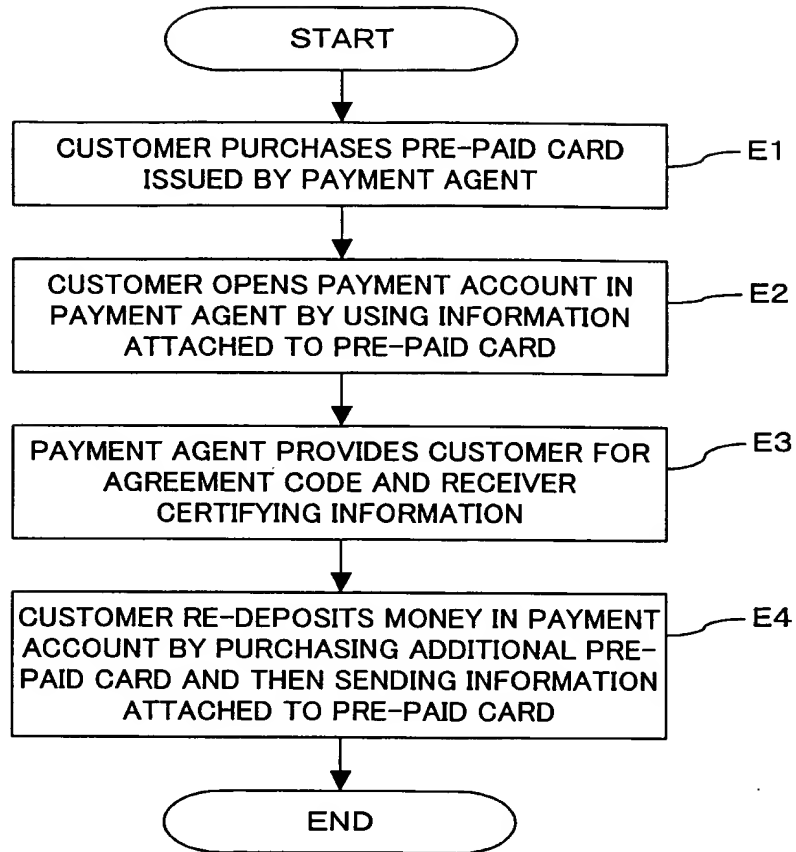 START
CUSTOMER PURCHASES PRE-PAID CARD
ISSUED BY PAYMENT AGENT
E1
CUSTOMER OPENS PAYMENT ACCOUNT IN
PAYMENT AGENT BY USING INFORMATION
ATTACHED TO PRE-PAID CARD
E2
PAYMENT AGENT PROVIDES CUSTOMER FOR
AGREEMENT CODE AND RECEIVER
CERTIFYING INFORMATION
E3
CUSTOMER RE-DEPOSITS MONEY IN PAYMENT
ACCOUNT BY PURCHASING ADDITIONAL PRE-
PAID CARD AND THEN SENDING INFORMATION
ATTACHED TO PRE-PAID CARD
E4
END